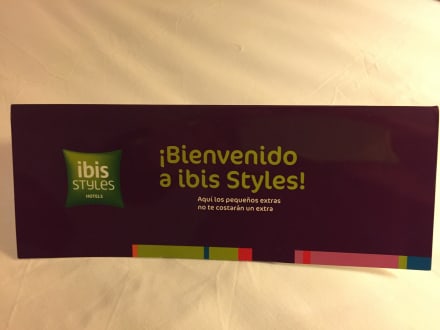 ibis
STYLES
HOTELS
¡Bienvenido
a ibis Styles!
Aquí los pequeños extras
no te costarán un extra